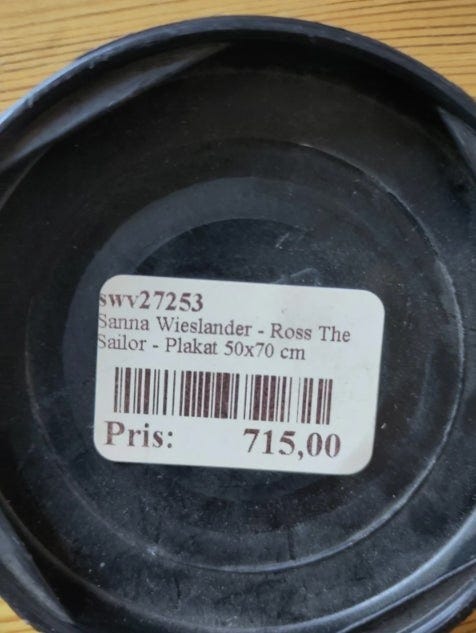 swv27253
Sanna Wieslander - Ross The
Sailor - Plakat 50x70 cm
Pris: 715,00